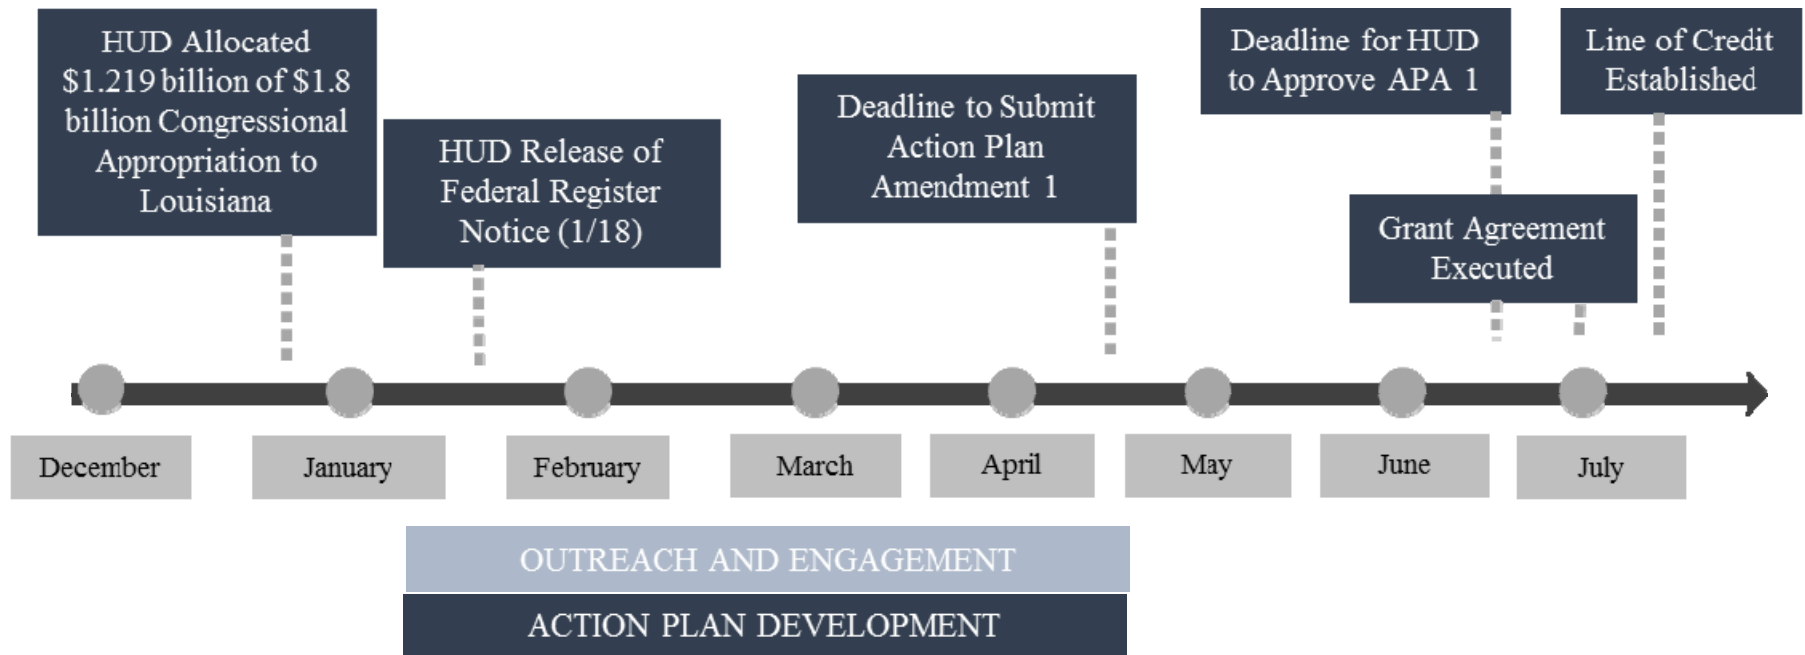 HUD Allocated
$1.219 billion of $1.8
billion Congressional
Appropriation to
Louisiana
HUD Release of
Federal Register
Notice (1/18)
Deadline to Submit
Action Plan
Amendment 1
Deadline for HUD
to Approve APA 1
Line of Credit
Established
Grant Agreement
Executed
December
January
February
March
April
May
June
July
OUTREACH AND ENGAGEMENT
ACTION PLAN DEVELOPMENT